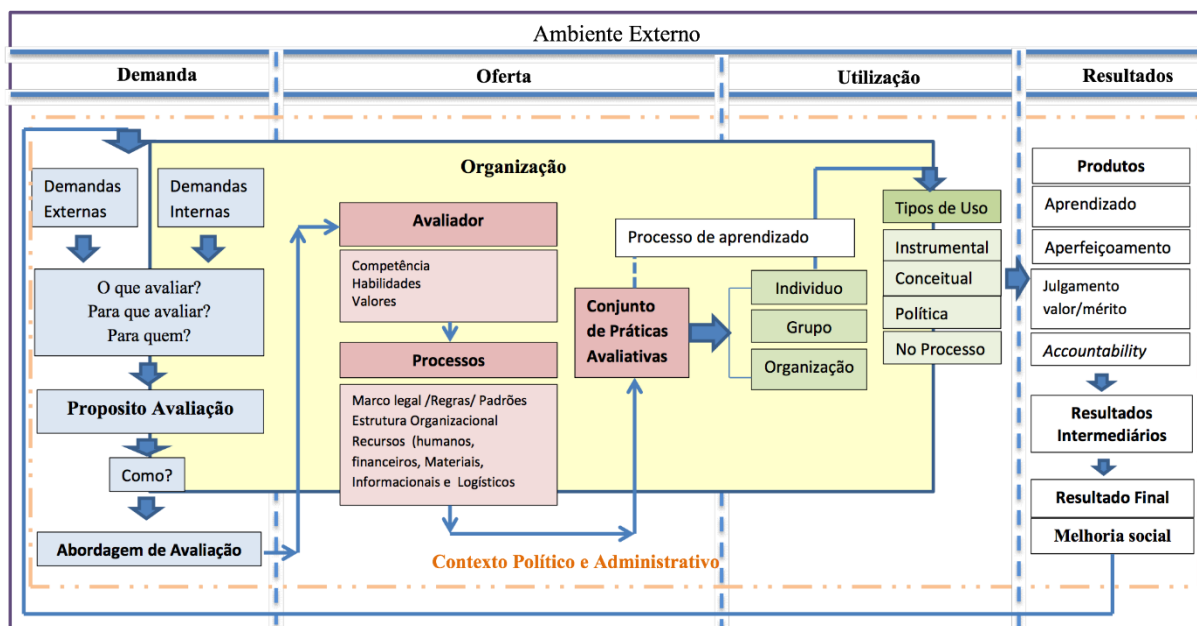 Ambiente Externo
Demanda
Oferta
Utilização
Resultados
Organização
Demandas
Externas
Demandas
Internas
O que avaliar?
Para que avaliar?
Para quem?
Proposito Avaliação
Como?
Abordagem de Avaliação
Avaliador
Competência
Habilidades
Valores
Processos
Marco legal /Regras/ Padrões
Estrutura Organizacional
Recursos (humanos,
financeiros, Materiais,
Informacionais e Logísticos
Processo de aprendizado
Conjunto
de Práticas
Avaliativas
Individuo
Grupo
Organização
Tipos de Uso
Instrumental
Conceitual
Política
No Processo
Produtos
Aprendizado
Aperfeiçoamento
Julgamento
valor/mérito
Accountability
Resultados
Intermediários
Resultado Final
Melhoria social
Contexto Político e Administrativo